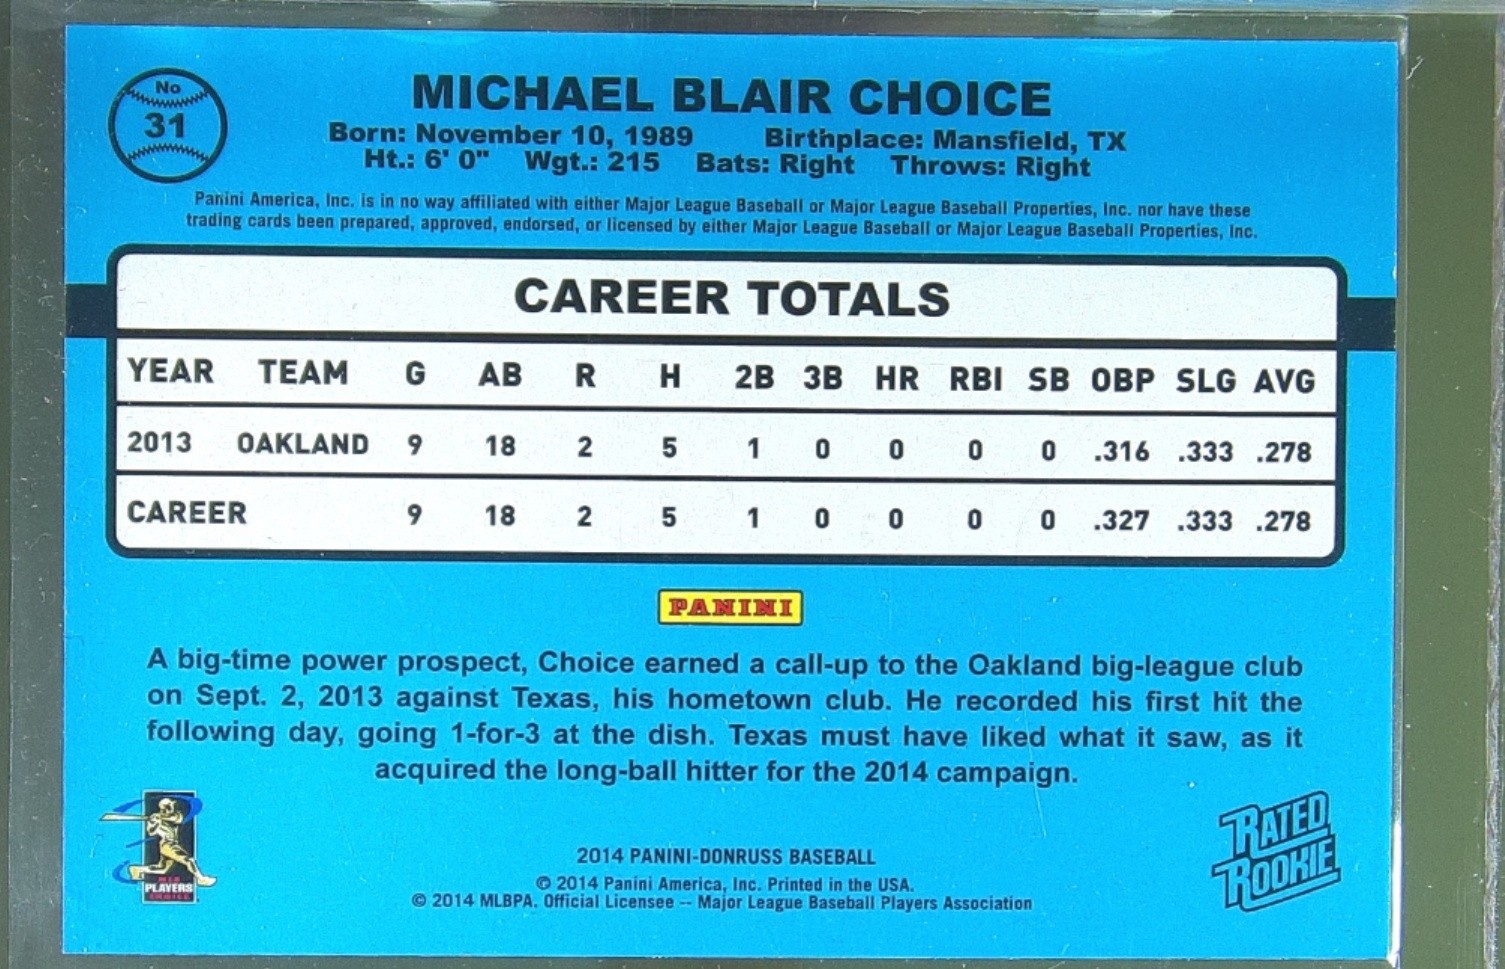 No
31
MICHAEL BLAIR CHOICE
Born: November 10, 1989 Birthplace: Mansfield, TX
Ht.: 6' 0" Wgt.: 215 Bats: Right Throws: Right
Panini America, Inc. is in no way affiliated with either Major League Baseball or Major League Baseball Properties, Inc. nor have these
trading cards been prepared, approved, endorsed, or licensed by either Major League Baseball or Major League Baseball Properties, Inc.
CAREER TOTALS
YEAR TEAM G AB R H 2B 3B HR RBI SB OBP SLG AVG
2013 OAKLAND 9 18 2 5 1 0 0 0 0 .316 .333 .278
CAREER 9 18 2 5 1 0 0 0 0 .327 .333 .278
PANINI
A big-time power prospect, Choice earned a call-up to the Oakland big-league club
on Sept. 2, 2013 against Texas, his hometown club. He recorded his first hit the
following day, going 1-for-3 at the dish. Texas must have liked what it saw, as it
acquired the long-ball hitter for the 2014 campaign.
MLB
PLAYERS
CHOICE
RATED
ROOKIE
2014 PANINI-DONRUSS BASEBALL
© 2014 Panini America, Inc. Printed in the USA.
© 2014 MLBPA. Official Licensee -- Major League Baseball Players Association